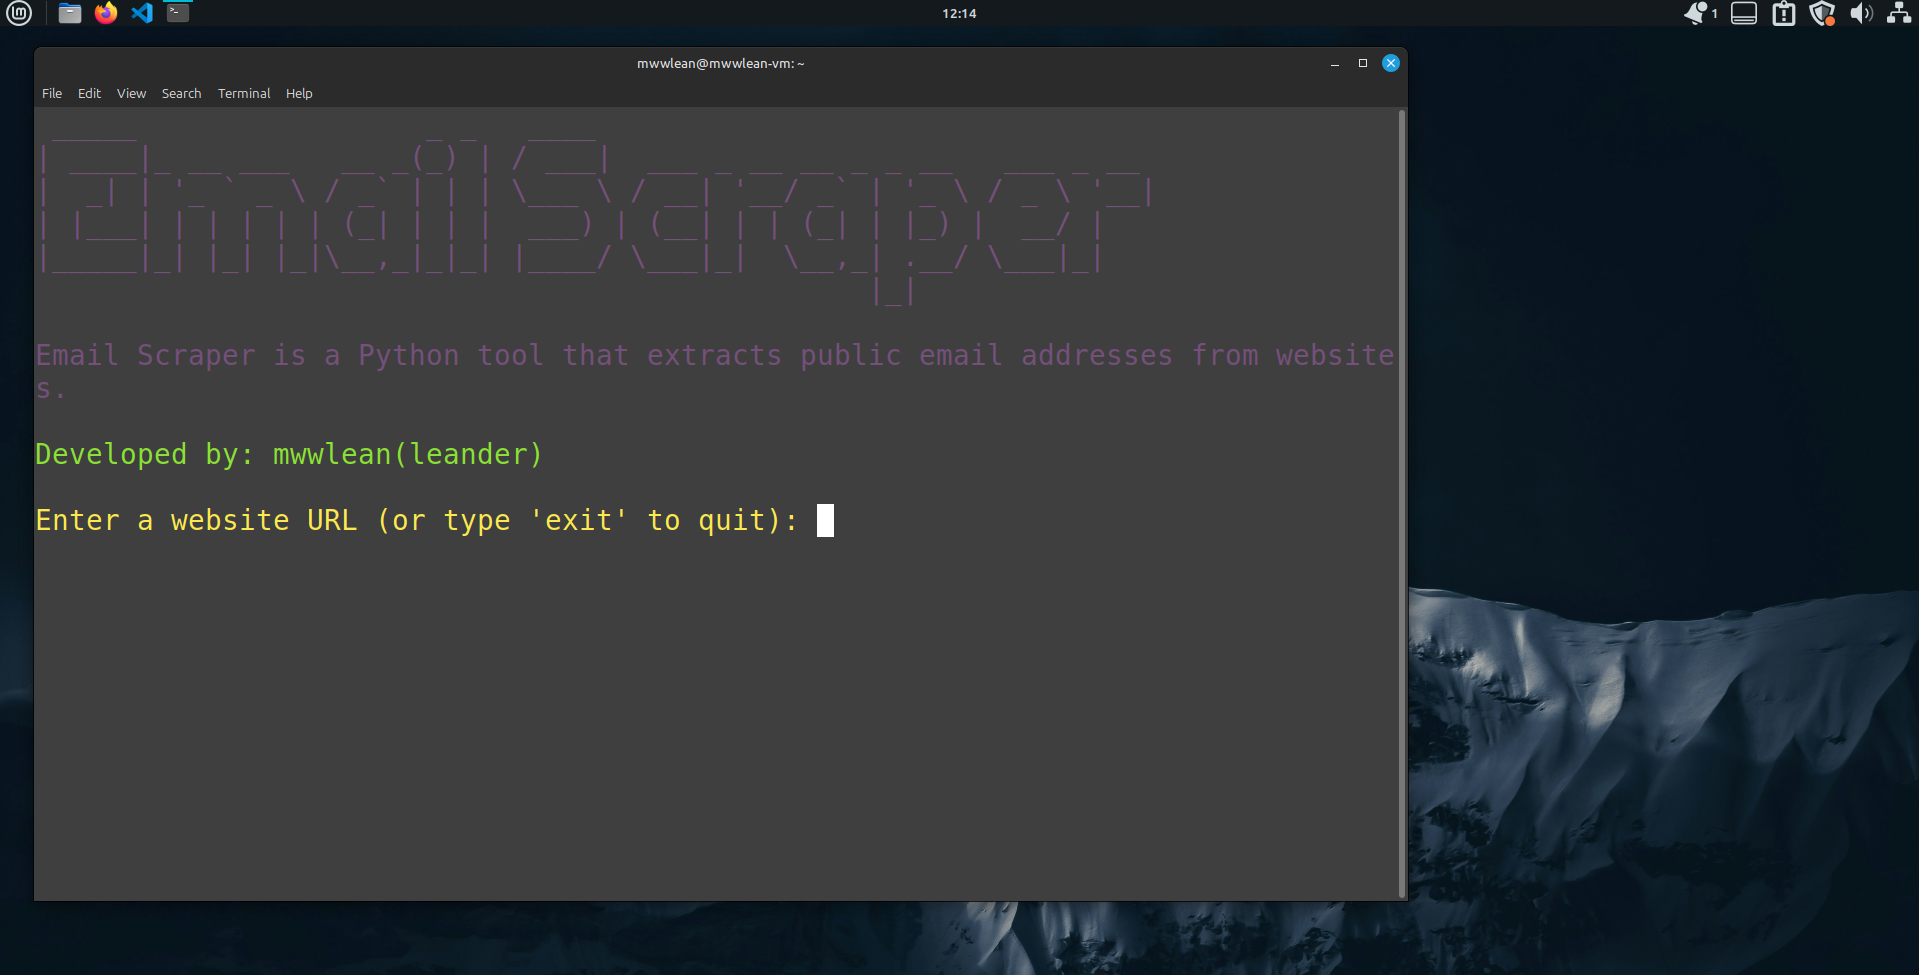 12:14
1
mwwlean@mwwlean-vm: ~
File Edit View Search Terminal Help
Email Scraper
Email Scraper is a Python tool that extracts public email addresses from website
s.
Developed by: mwwlean(leander)
Enter a website URL (or type 'exit' to quit):